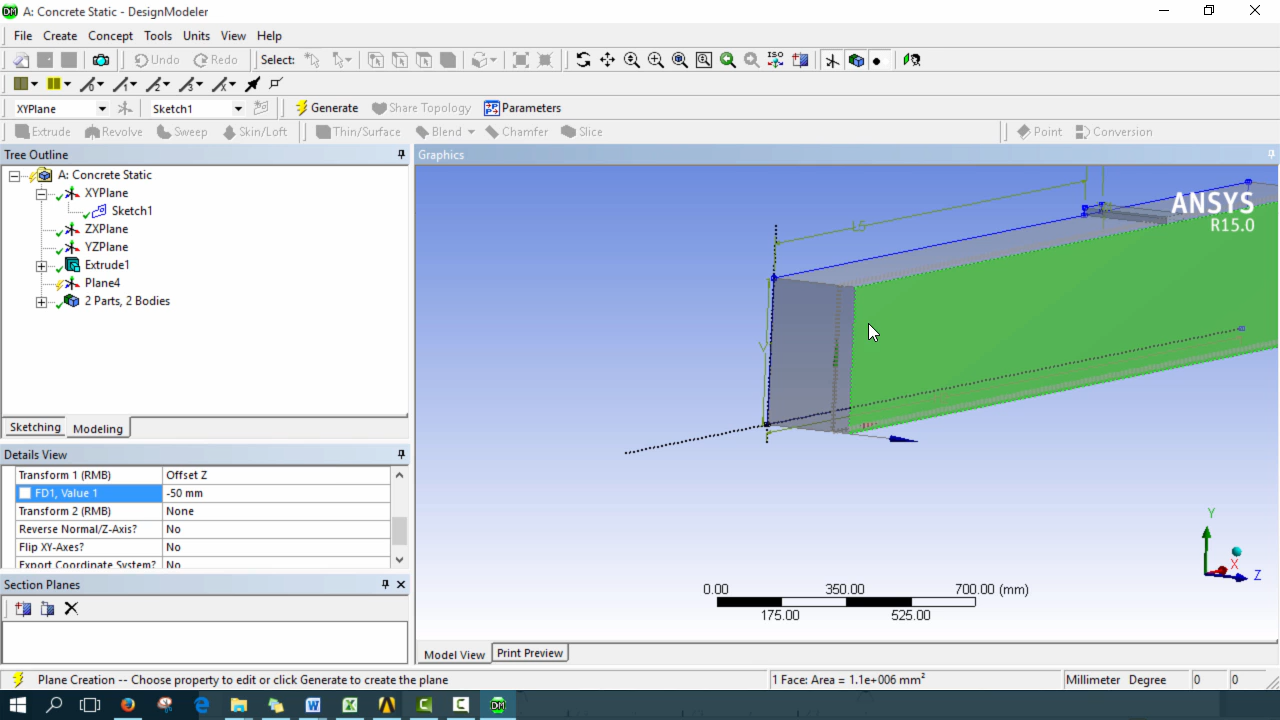 A: Concrete Static - DesignModeler
File Create Concept Tools Units View Help
Undo Redo Select: ISO
XYPlane Sketch1 Generate Share Topology Parameters
Extrude Revolve Sweep Skin/Loft Thin/Surface Blend Chamfer Slice Point Conversion
Tree Outline
A: Concrete Static
XYPlane
Sketch1
ZXPlane
YZPlane
Extrude1
Plane4
2 Parts, 2 Bodies
Sketching Modeling
Details View
Transform 1 (RMB) Offset Z
FD1, Value 1 -50 mm
Transform 2 (RMB) None
Reverse Normal/Z-Axis? No
Flip XY-Axes? No
Export Coordinate System? No
Section Planes
Graphics
ANSYS
R15.0
L5
V
Y
X
Z
0.00 350.00 700.00 (mm)
175.00 525.00
Model View Print Preview
Plane Creation -- Choose property to edit or click Generate to create the plane 1 Face: Area = 1.1e+006 mm² Millimeter Degree 0 0